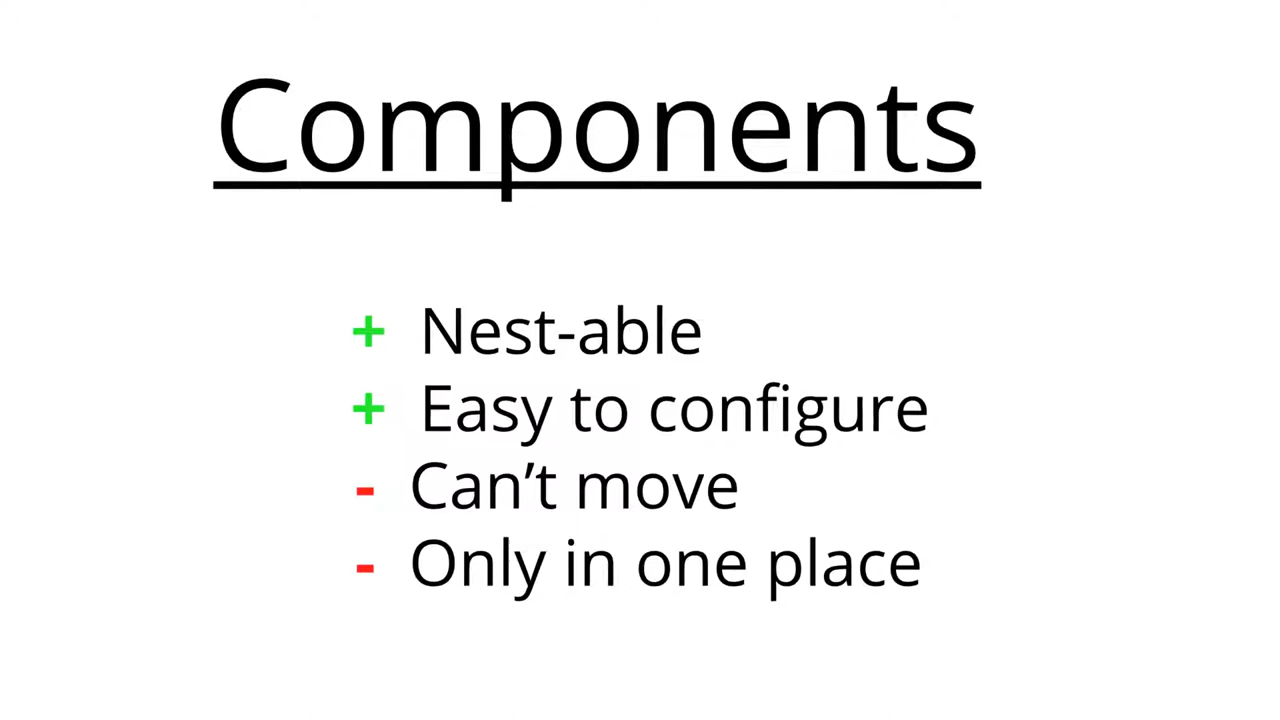 Components
+ Nest-able
+ Easy to configure
- Can’t move
- Only in one place